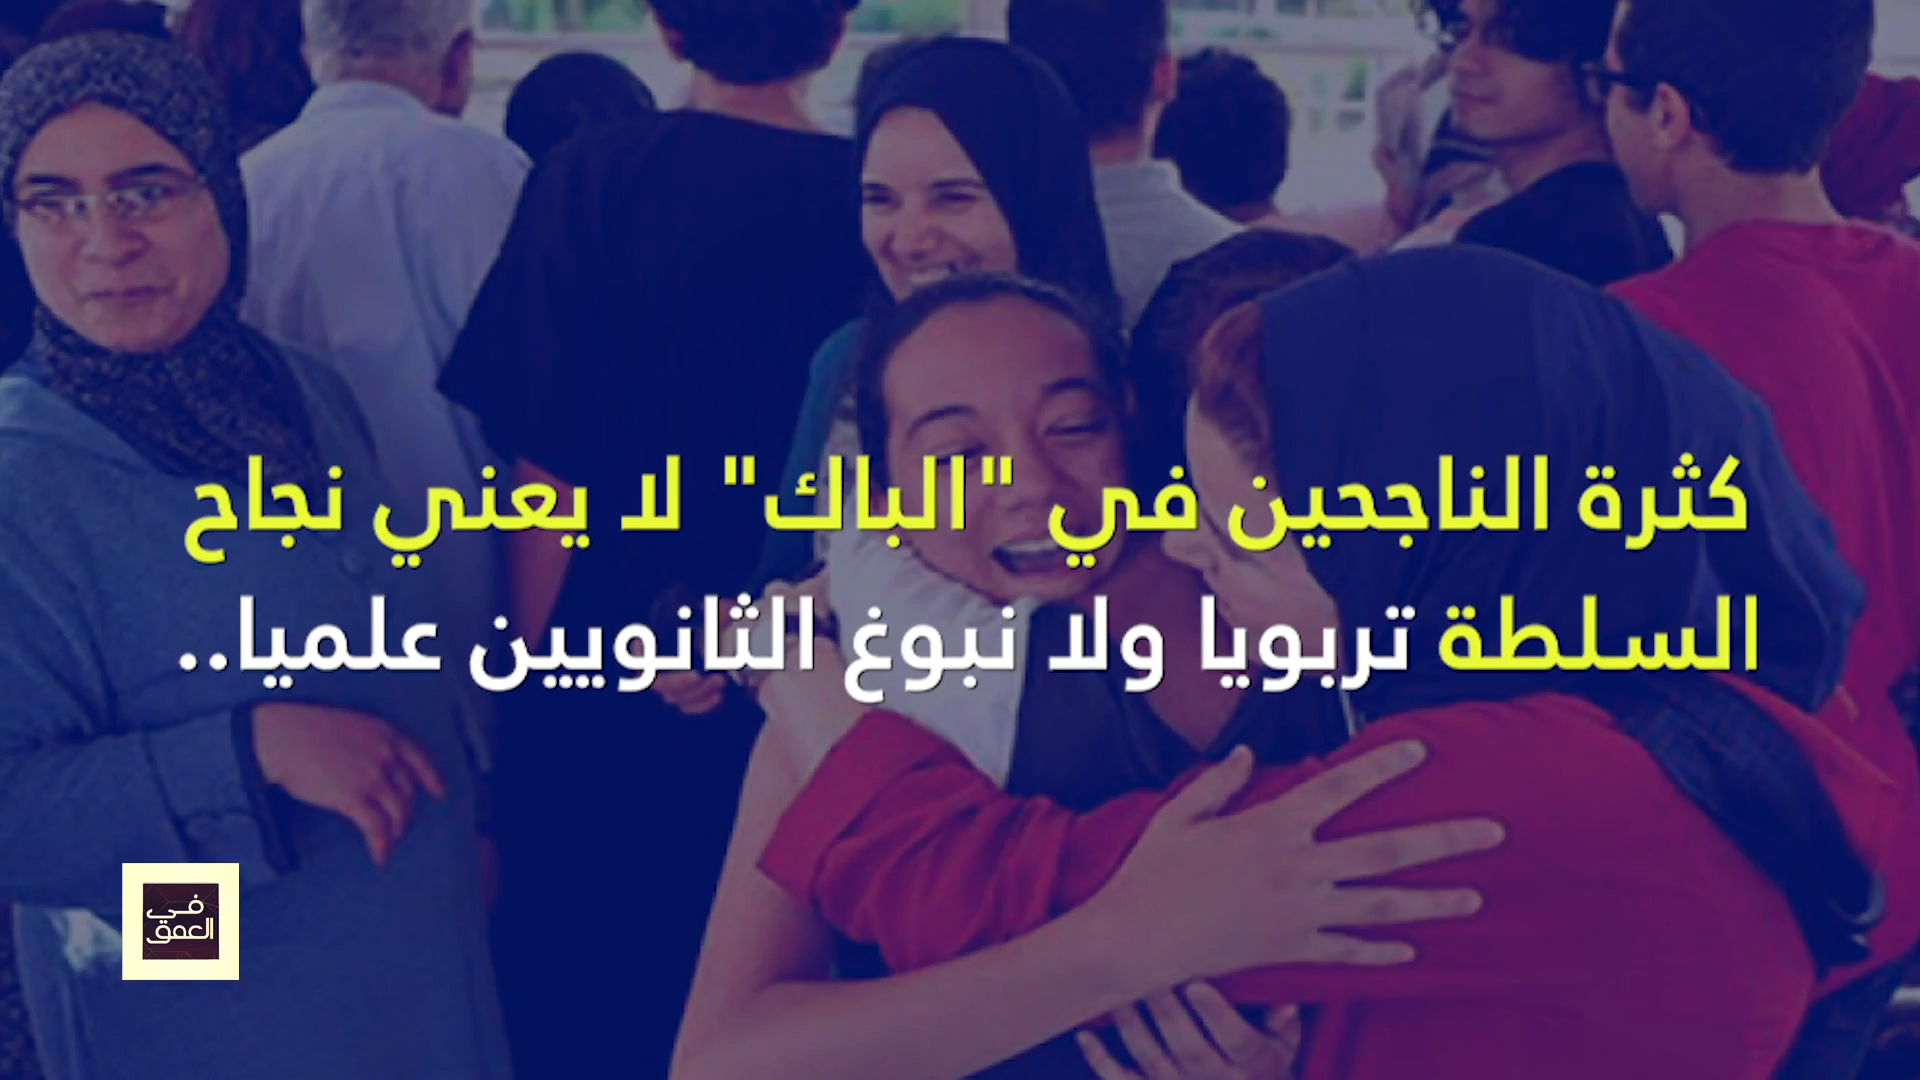 كثرة الناجحين في "الباك" لا يعني نجاح
السلطة تربويا ولا نبوغ الثانويين علميا..
في
العمق